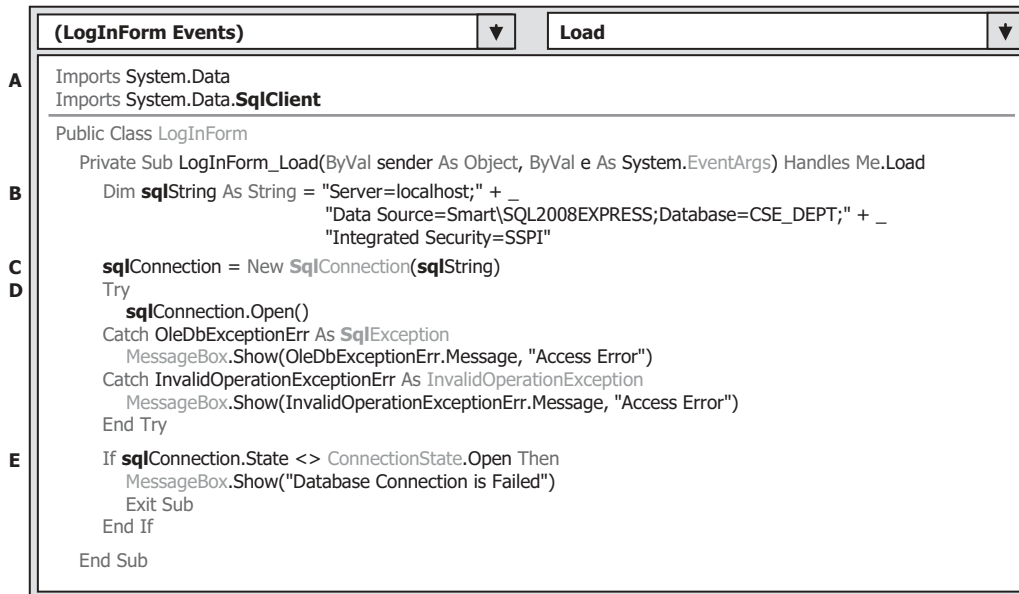 (LogInForm Events) Load
A Imports System.Data
Imports System.Data.SqlClient
Public Class LogInForm
Private Sub LogInForm_Load(ByVal sender As Object, ByVal e As System.EventArgs) Handles Me.Load
B Dim sqlString As String = "Server=localhost;" + _
"Data Source=Smart\SQL2008EXPRESS;Database=CSE_DEPT;" + _
"Integrated Security=SSPI"
C sqlConnection = New SqlConnection(sqlString)
D Try
sqlConnection.Open()
Catch OleDbExceptionErr As SqlException
MessageBox.Show(OleDbExceptionErr.Message, "Access Error")
Catch InvalidOperationExceptionErr As InvalidOperationException
MessageBox.Show(InvalidOperationExceptionErr.Message, "Access Error")
End Try
E If sqlConnection.State <> ConnectionState.Open Then
MessageBox.Show("Database Connection is Failed")
Exit Sub
End If
End Sub